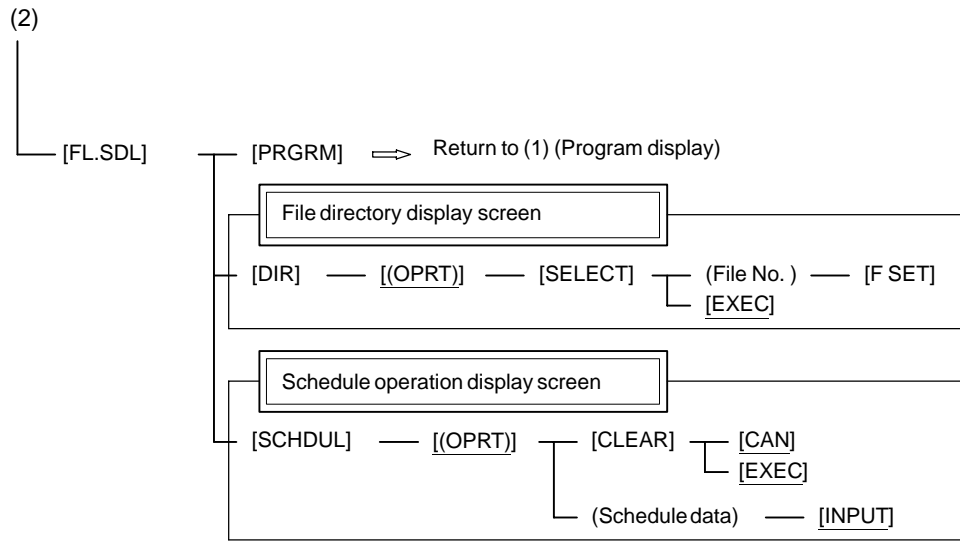 (2)
[FL.SDL] [PRGRM] Return to (1) (Program display)
File directory display screen
[DIR] [(OPRT)] [SELECT] (File No. ) [F SET]
[EXEC]
Schedule operation display screen
[SCHDUL] [(OPRT)] [CLEAR] [CAN]
[EXEC]
(Schedule data) [INPUT]